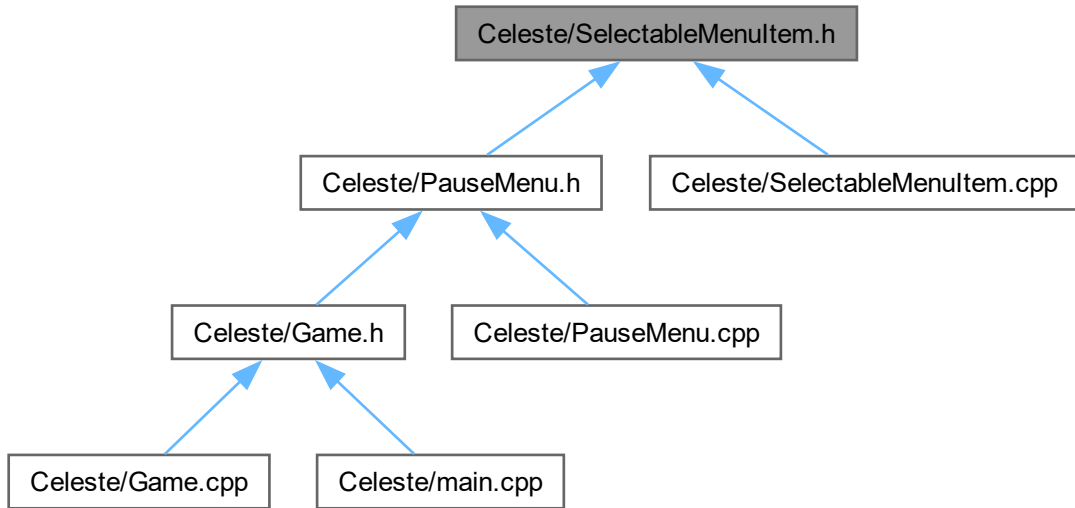 Celeste/SelectableMenuItem.h
Celeste/PauseMenu.h
Celeste/SelectableMenuItem.cpp
Celeste/Game.h
Celeste/PauseMenu.cpp
Celeste/Game.cpp
Celeste/main.cpp